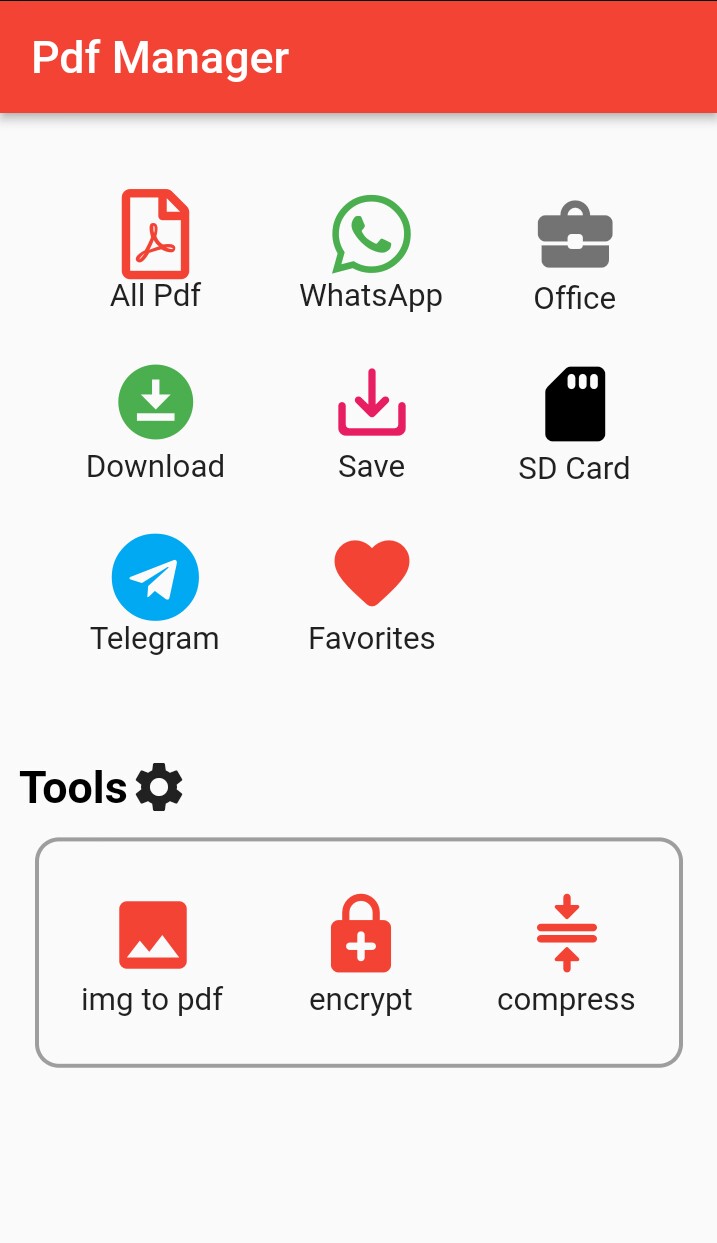 Pdf Manager
All Pdf
WhatsApp
Office
Download
Save
SD Card
Telegram
Favorites
Tools
img to pdf
encrypt
compress